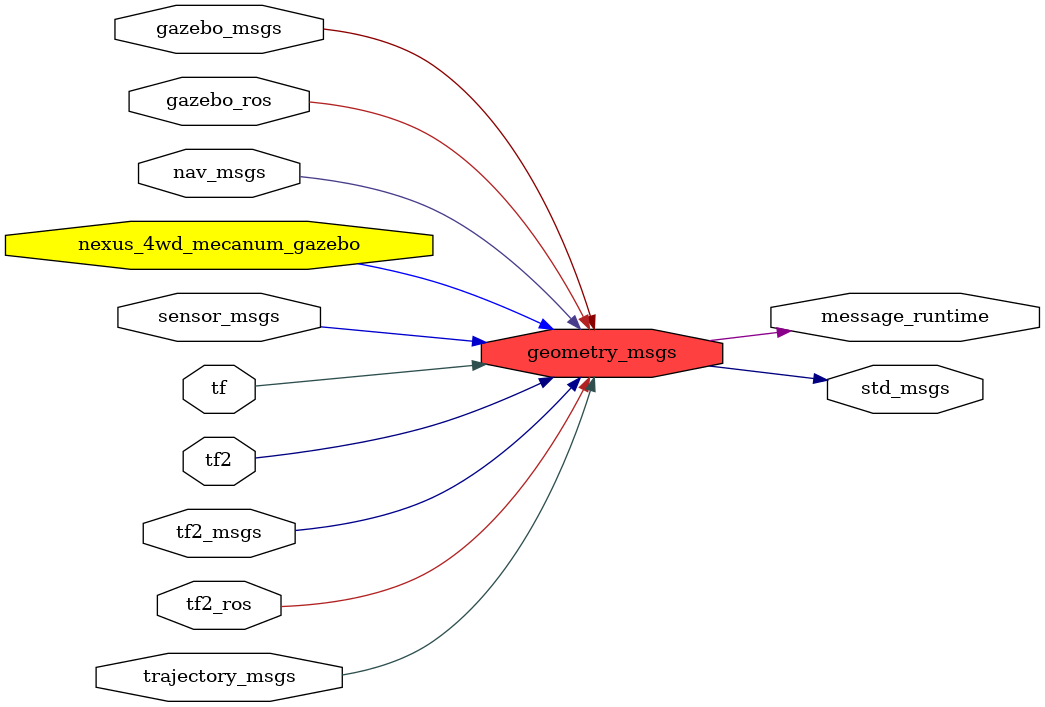 gazebo_msgs
gazebo_ros
nav_msgs
nexus_4wd_mecanum_gazebo
sensor_msgs
tf
tf2
tf2_msgs
tf2_ros
trajectory_msgs
geometry_msgs
message_runtime
std_msgs